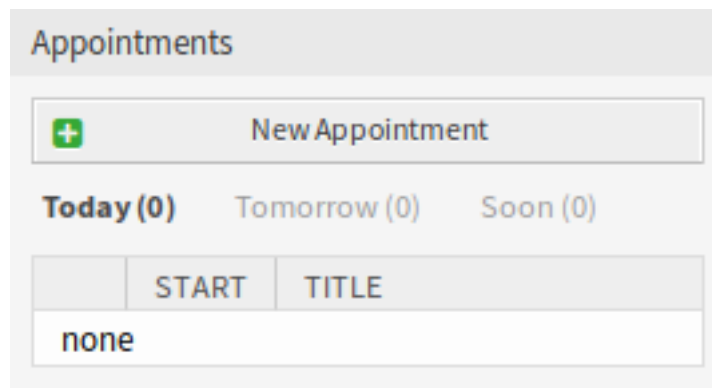 Appointments
New Appointment
Today (0) Tomorrow (0) Soon (0)
START TITLE
none